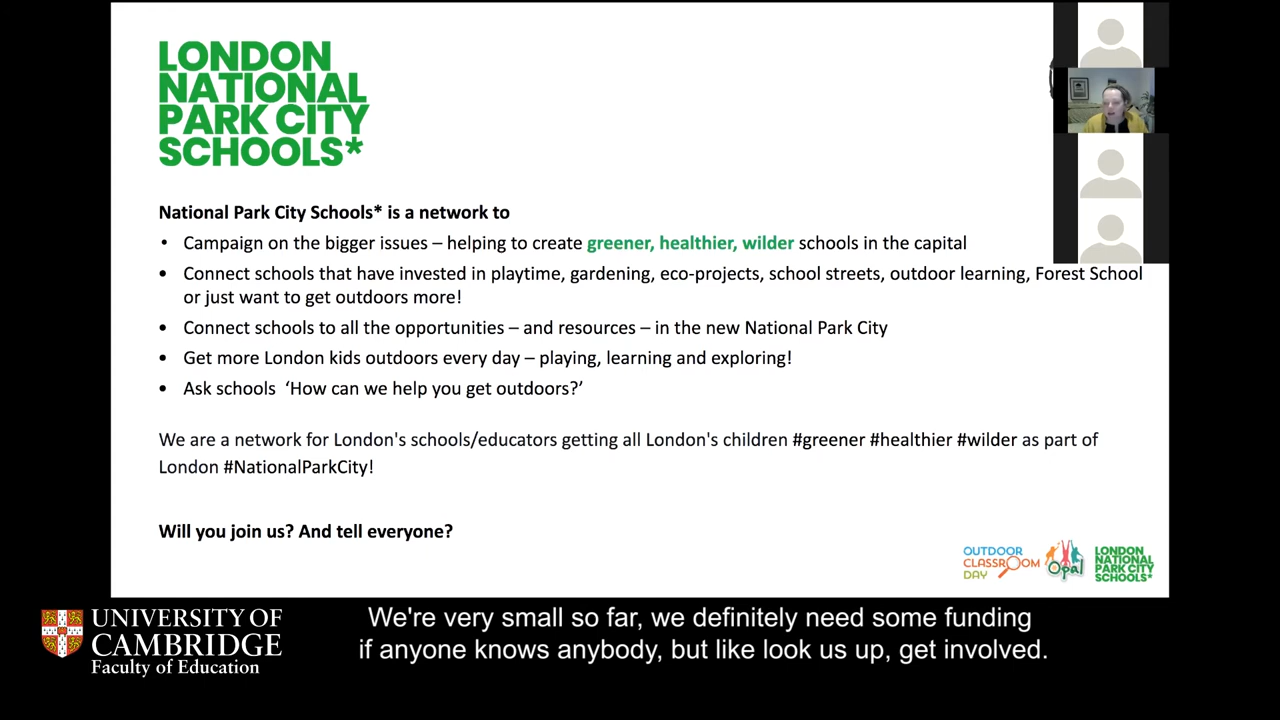 LONDON
NATIONAL
PARK CITY
SCHOOLS*
National Park City Schools* is a network to
• Campaign on the bigger issues – helping to create greener, healthier, wilder schools in the capital
• Connect schools that have invested in playtime, gardening, eco-projects, school streets, outdoor learning, Forest School
or just want to get outdoors more!
• Connect schools to all the opportunities – and resources – in the new National Park City
• Get more London kids outdoors every day – playing, learning and exploring!
• Ask schools ‘How can we help you get outdoors?’
We are a network for London's schools/educators getting all London's children #greener #healthier #wilder as part of
London #NationalParkCity!
Will you join us? And tell everyone?
OUTDOOR
CLASSROOM
DAY
Opal
LONDON
NATIONAL
PARK CITY
SCHOOLS*
UNIVERSITY OF
CAMBRIDGE
Faculty of Education
We're very small so far, we definitely need some funding
if anyone knows anybody, but like look us up, get involved.